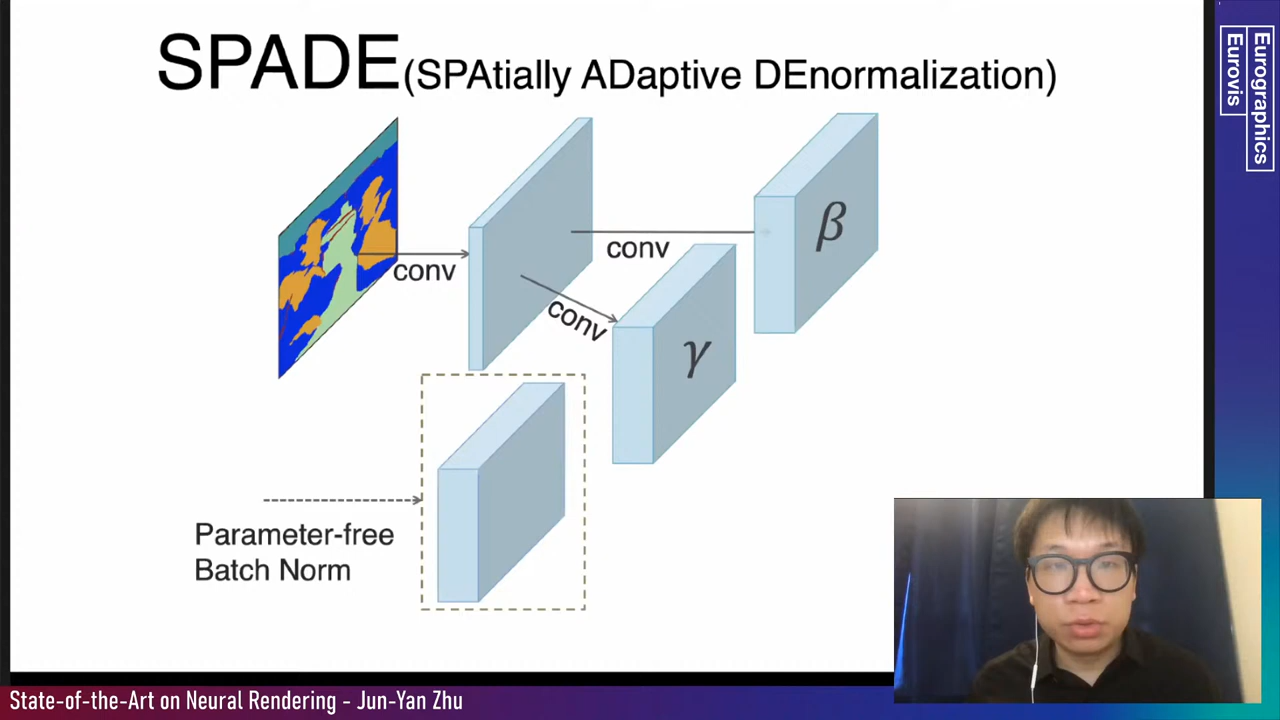 SPADE (SPAtially ADaptive DEnormalization)
Eurographics
Eurovis
conv
conv
conv
β
γ
Parameter-free
Batch Norm
State-of-the-Art on Neural Rendering - Jun-Yan Zhu